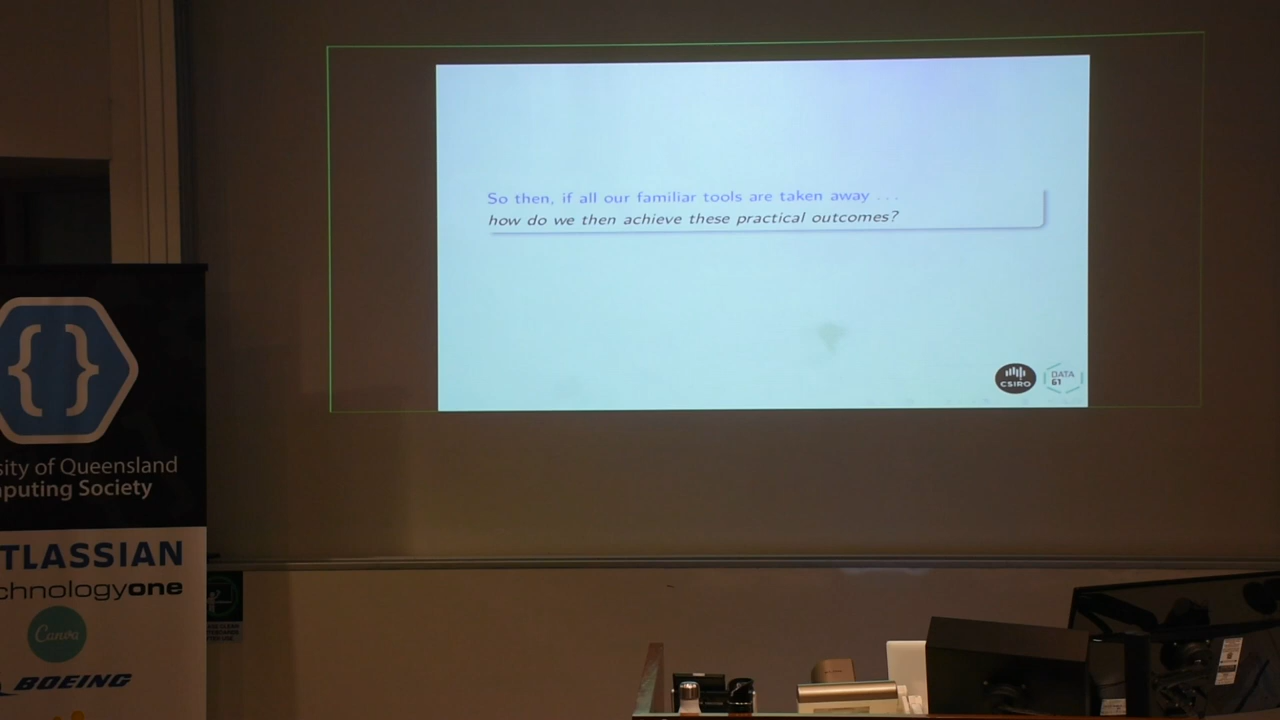 So then, if all our familiar tools are taken away . . .
how do we then achieve these practical outcomes?
CSIRO
DATA
61
{ }
sity of Queensland
puting Society
TLASSIAN
chnologyone
Canva
BOEING